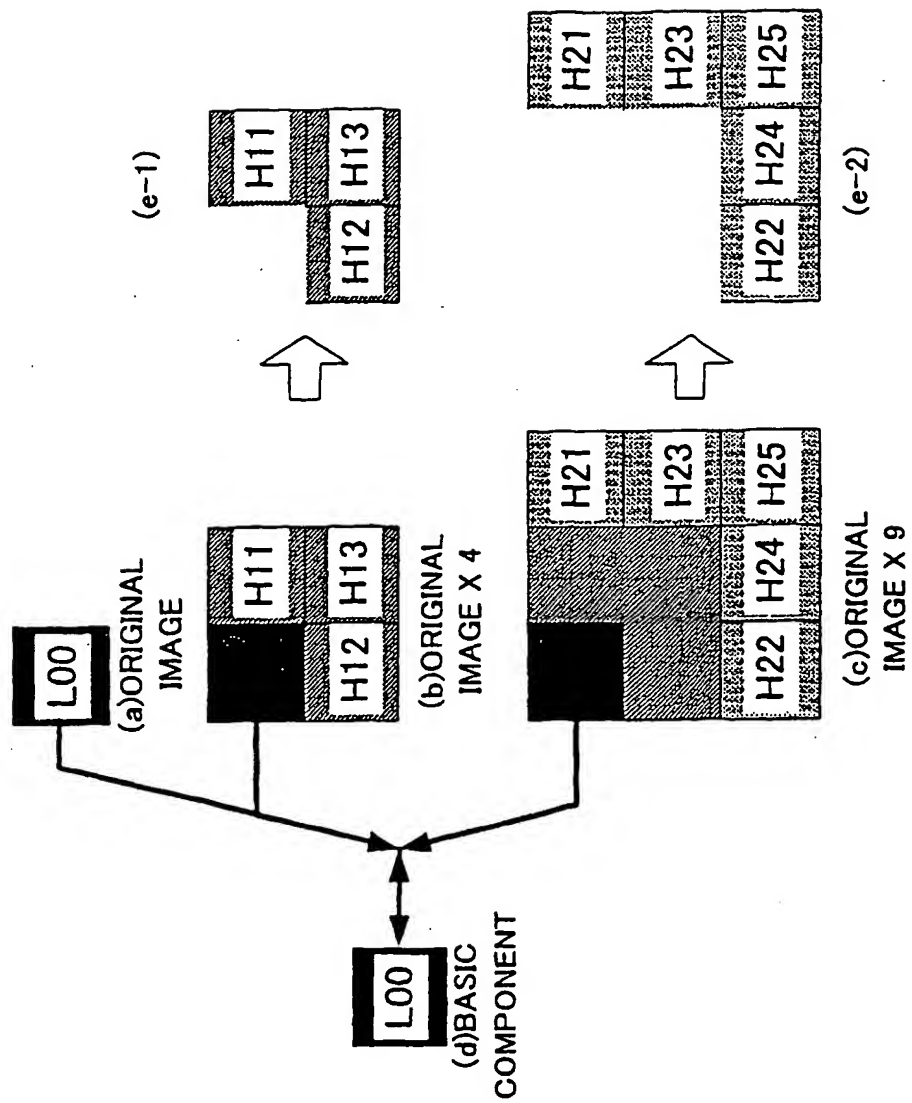 L00
(a)ORIGINAL
IMAGE
H11
H12 H13
(b)ORIGINAL
IMAGE X 4
H21
H23
H22 H24 H25
(c)ORIGINAL
IMAGE X 9
L00
(d)BASIC
COMPONENT
(e-1)
H11
H12 H13
H21
H23
H22 H24 H25
(e-2)